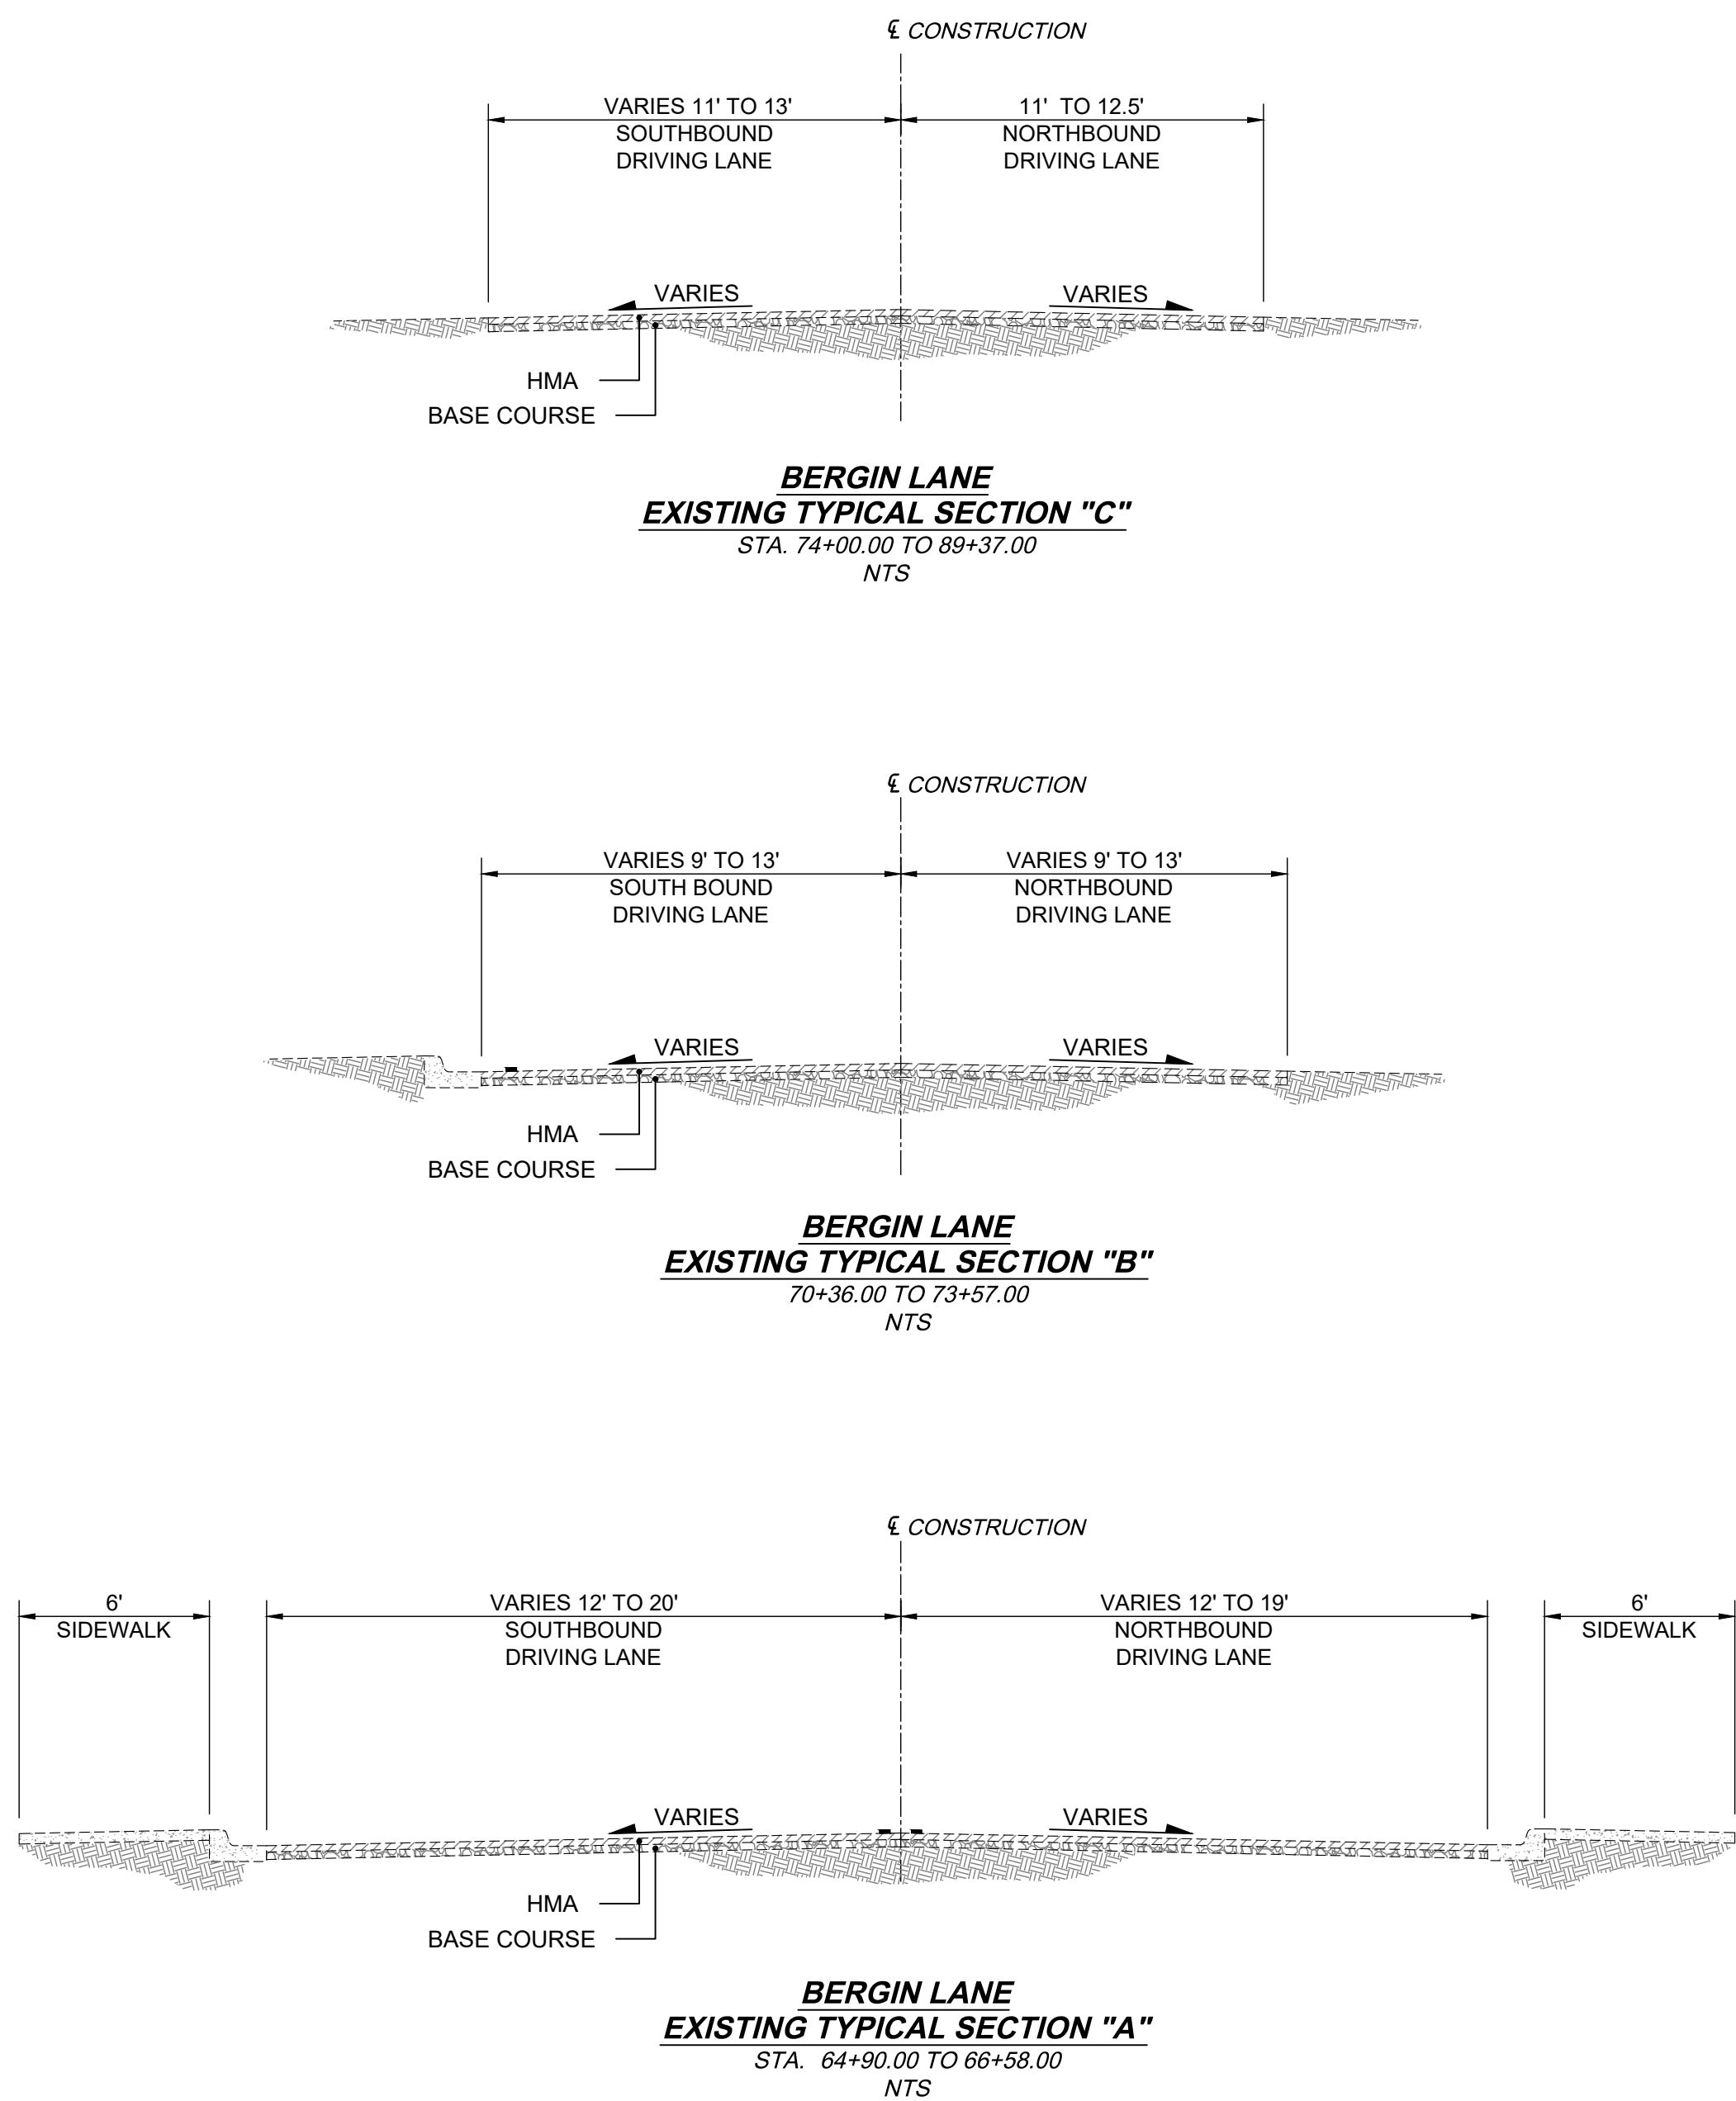 ℄ CONSTRUCTION
VARIES 11' TO 13'
SOUTHBOUND
DRIVING LANE
11' TO 12.5'
NORTHBOUND
DRIVING LANE
VARIES
VARIES
HMA
BASE COURSE
BERGIN LANE
EXISTING TYPICAL SECTION "C"
STA. 74+00.00 TO 89+37.00
NTS
℄ CONSTRUCTION
VARIES 9' TO 13'
SOUTH BOUND
DRIVING LANE
VARIES 9' TO 13'
NORTHBOUND
DRIVING LANE
VARIES
VARIES
HMA
BASE COURSE
BERGIN LANE
EXISTING TYPICAL SECTION "B"
70+36.00 TO 73+57.00
NTS
℄ CONSTRUCTION
6'
SIDEWALK
VARIES 12' TO 20'
SOUTHBOUND
DRIVING LANE
VARIES 12' TO 19'
NORTHBOUND
DRIVING LANE
6'
SIDEWALK
VARIES
VARIES
HMA
BASE COURSE
BERGIN LANE
EXISTING TYPICAL SECTION "A"
STA. 64+90.00 TO 66+58.00
NTS